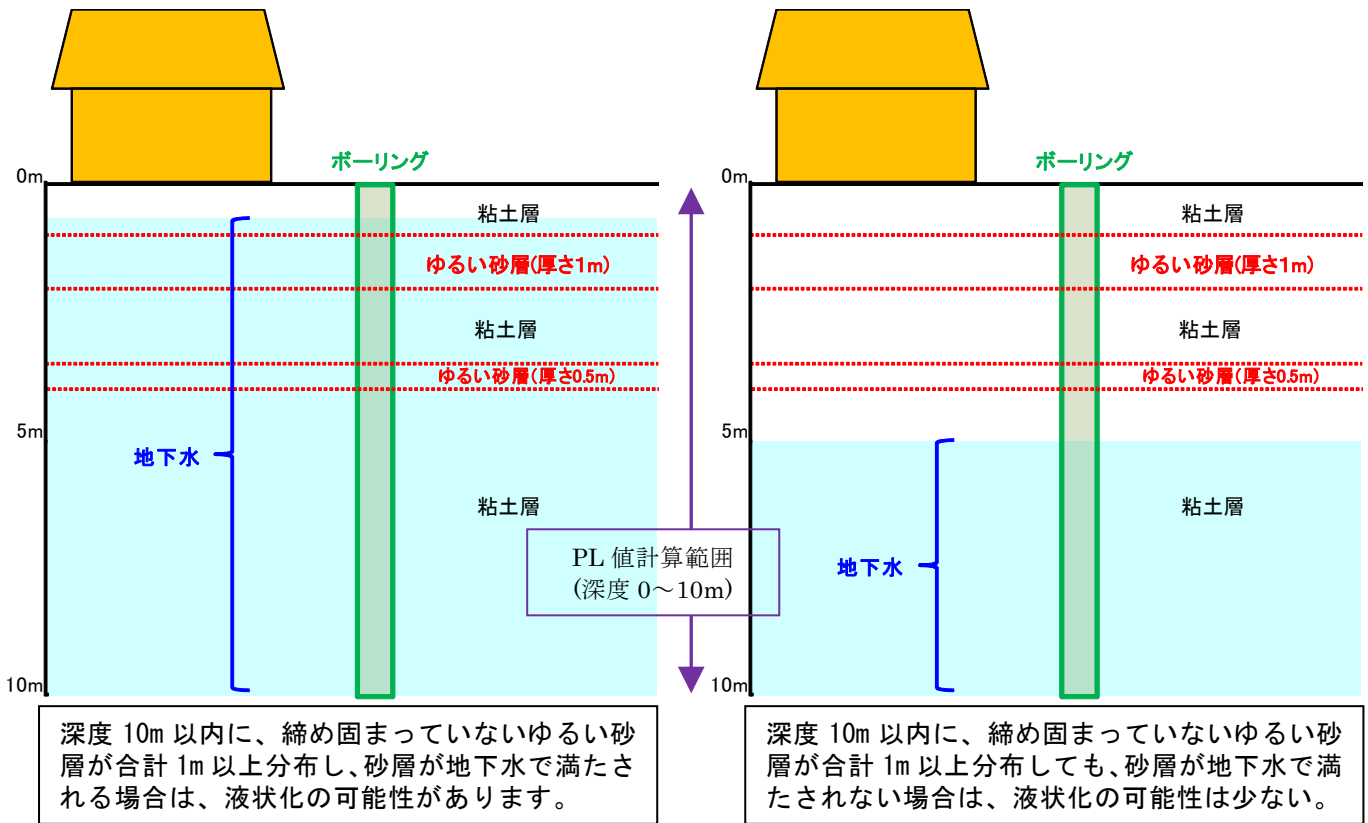 ボーリング
0m
粘土層
ゆるい砂層(厚さ1m)
粘土層
ゆるい砂層(厚さ0.5m)
5m
地下水
粘土層
10m
深度 10m 以内に、締め固まっていないゆるい砂
層が合計 1m 以上分布し、砂層が地下水で満たさ
れる場合は、液状化の可能性があります。
PL 値計算範囲
(深度 0～10m)
ボーリング
0m
粘土層
ゆるい砂層(厚さ1m)
粘土層
ゆるい砂層(厚さ0.5m)
5m
粘土層
地下水
10m
深度 10m 以内に、締め固まっていないゆるい砂
層が合計 1m 以上分布しても、砂層が地下水で満
たされない場合は、液状化の可能性は少ない。